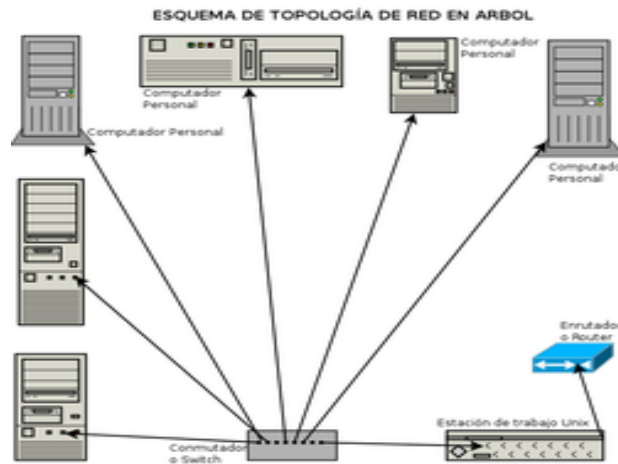 ESQUEMA DE TOPOLOGÍA DE RED EN ARBOL
Computador
Personal
Computador
Personal
Computador Personal
Computador
Personal
Enrutador
o Router
Estación de trabajo Unix
Conmutador
o Switch